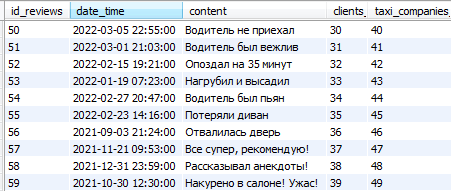 id_reviews date_time content clients_ taxi_companies_
50 2022-03-05 22:55:00 Водитель не приехал 30 40
51 2022-03-01 21:03:00 Водитель был вежлив 31 41
52 2022-02-15 19:21:00 Опоздал на 35 минут 32 42
53 2022-01-19 07:23:00 Нагрубил и высадил 33 43
54 2022-02-27 20:47:00 Водитель был пьян 34 44
55 2022-02-23 14:16:00 Потеряли диван 35 45
56 2021-09-03 21:24:00 Отвалилась дверь 36 46
57 2021-11-21 09:53:00 Все супер, рекомендую! 37 47
58 2021-12-31 23:59:00 Рассказывал анекдоты! 38 48
59 2021-10-30 12:30:00 Накурено в салоне! Ужас! 39 49